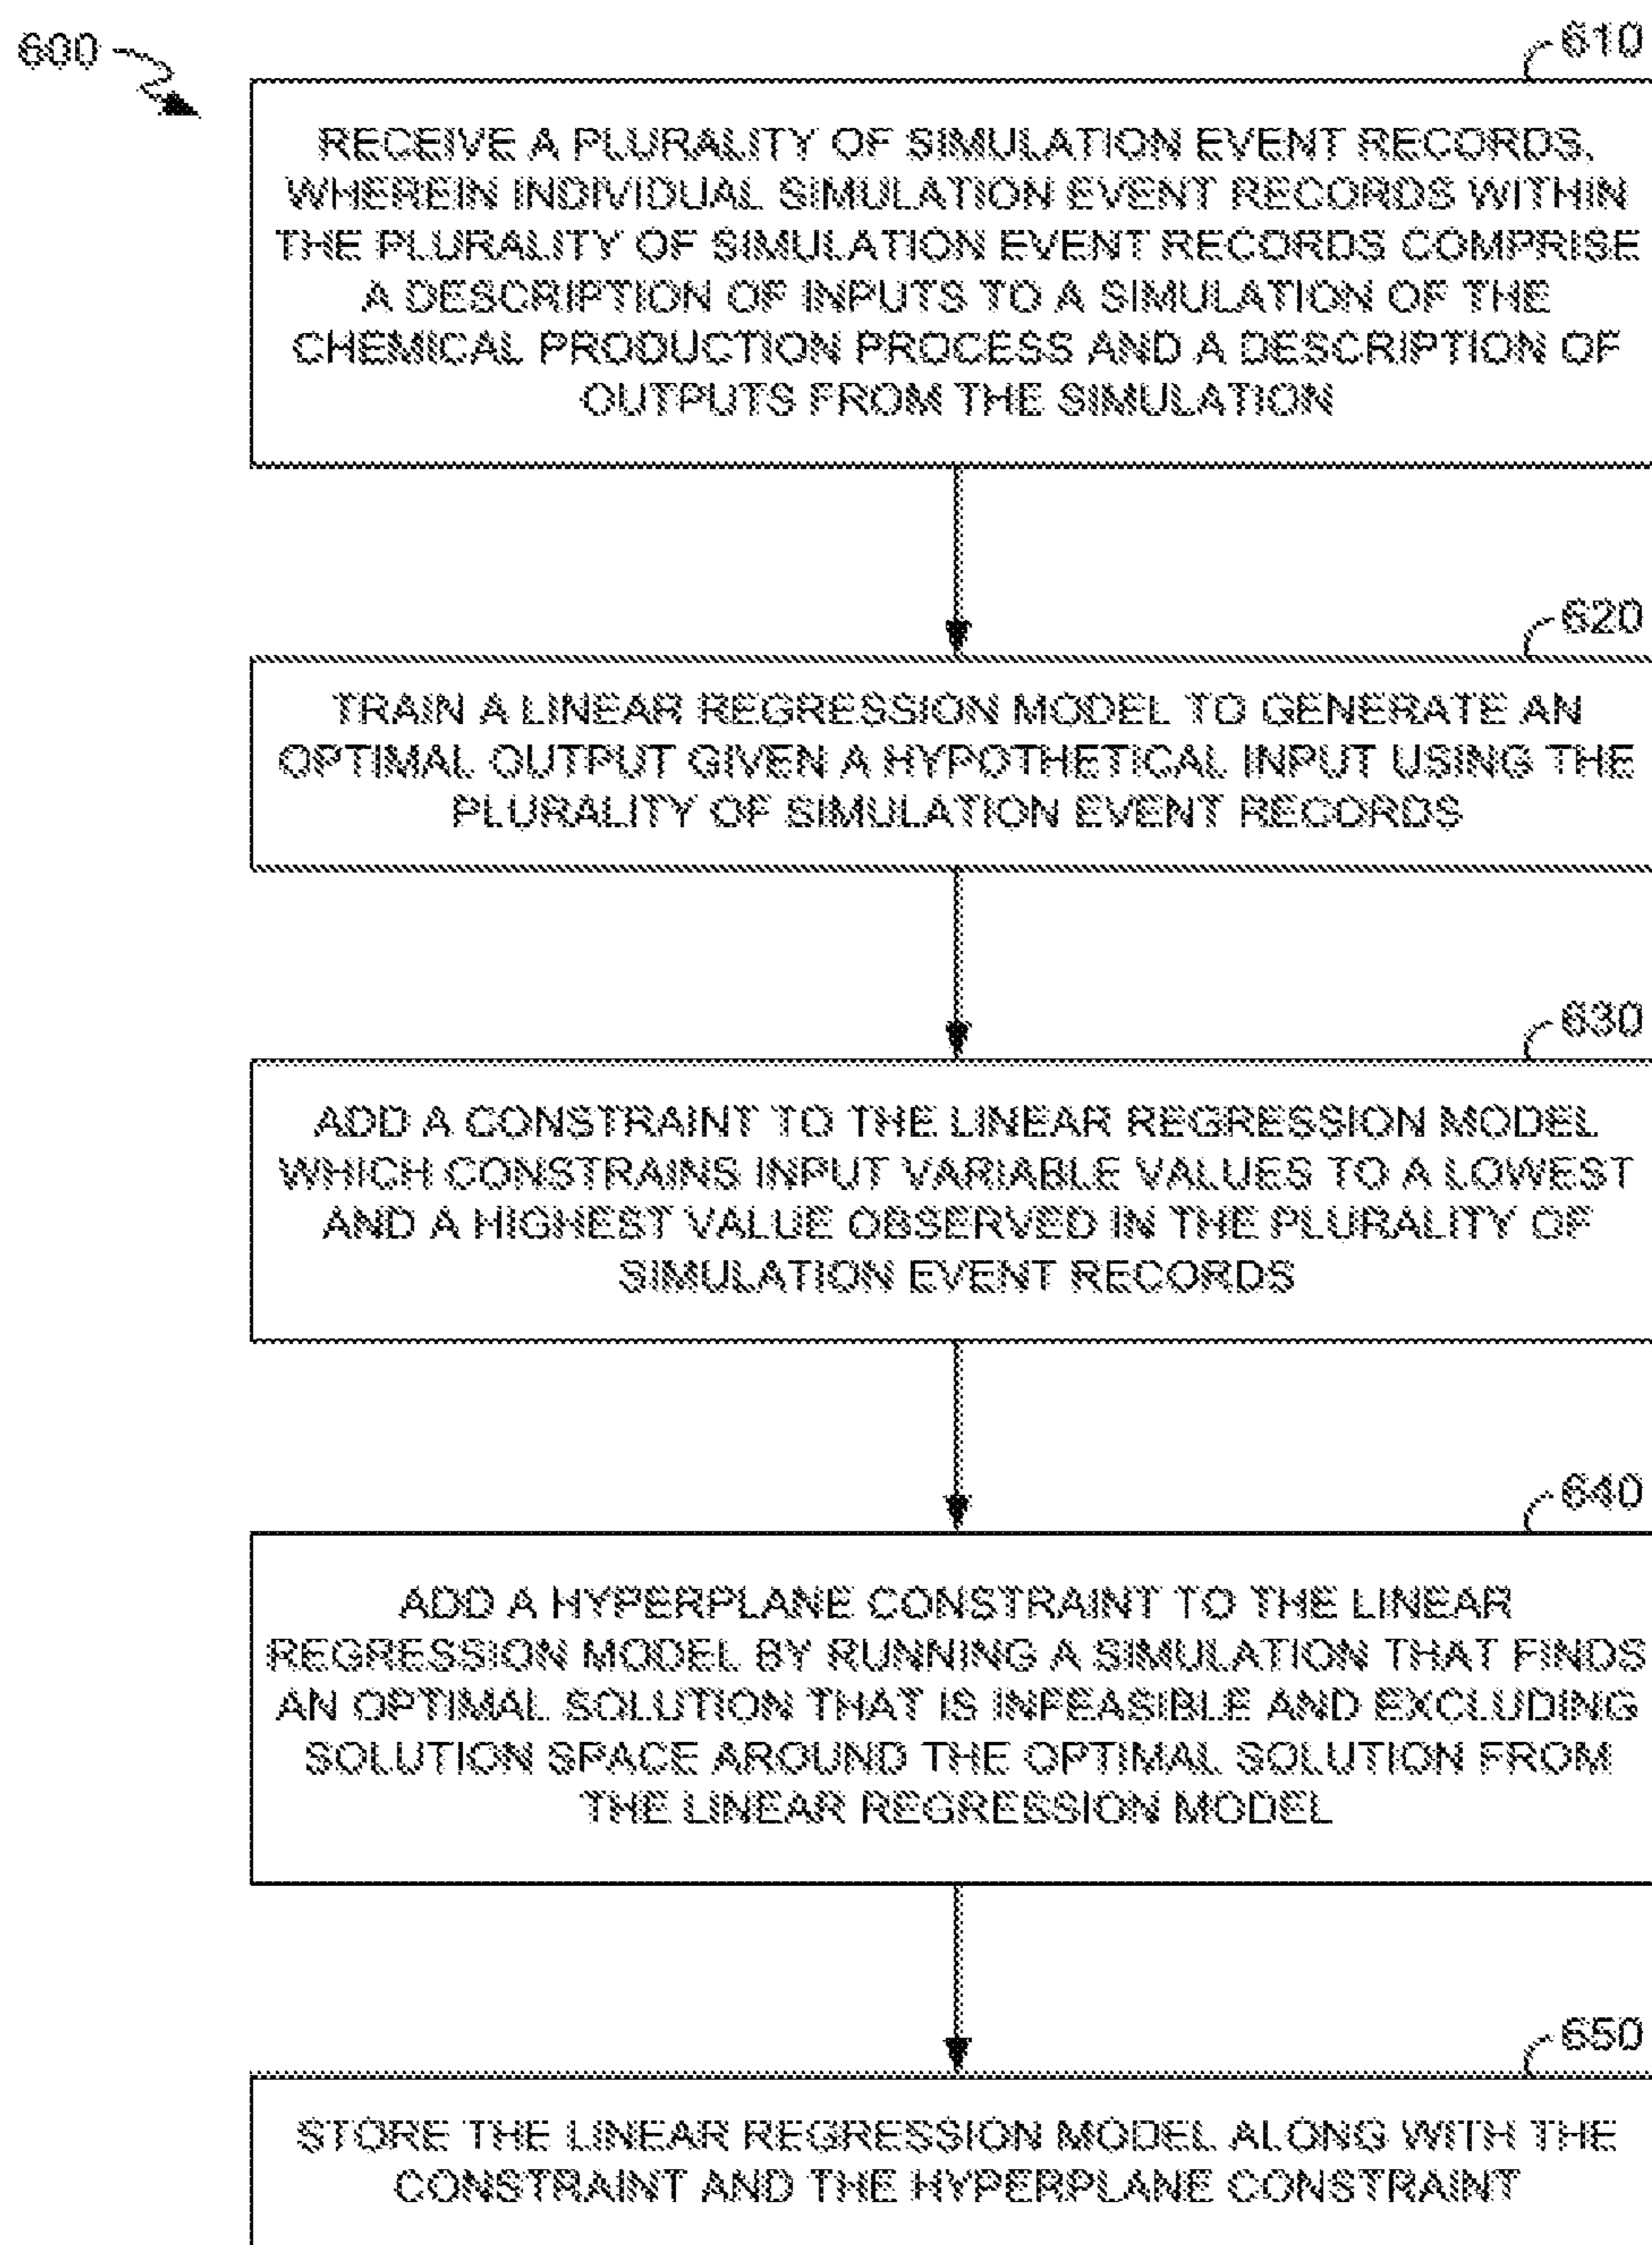 600
610
RECEIVE A PLURALITY OF SIMULATION EVENT RECORDS,
WHEREIN INDIVIDUAL SIMULATION EVENT RECORDS WITHIN
THE PLURALITY OF SIMULATION EVENT RECORDS COMPRISE
A DESCRIPTION OF INPUTS TO A SIMULATION OF THE
CHEMICAL PRODUCTION PROCESS AND A DESCRIPTION OF
OUTPUTS FROM THE SIMULATION
620
TRAIN A LINEAR REGRESSION MODEL TO GENERATE AN
OPTIMAL OUTPUT GIVEN A HYPOTHETICAL INPUT USING THE
PLURALITY OF SIMULATION EVENT RECORDS
630
ADD A CONSTRAINT TO THE LINEAR REGRESSION MODEL
WHICH CONSTRAINS INPUT VARIABLE VALUES TO A LOWEST
AND A HIGHEST VALUE OBSERVED IN THE PLURALITY OF
SIMULATION EVENT RECORDS
640
ADD A HYPERPLANE CONSTRAINT TO THE LINEAR
REGRESSION MODEL BY RUNNING A SIMULATION THAT FINDS
AN OPTIMAL SOLUTION THAT IS INFEASIBLE AND EXCLUDING
SOLUTION SPACE AROUND THE OPTIMAL SOLUTION FROM
THE LINEAR REGRESSION MODEL
650
STORE THE LINEAR REGRESSION MODEL ALONG WITH THE
CONSTRAINT AND THE HYPERPLANE CONSTRAINT